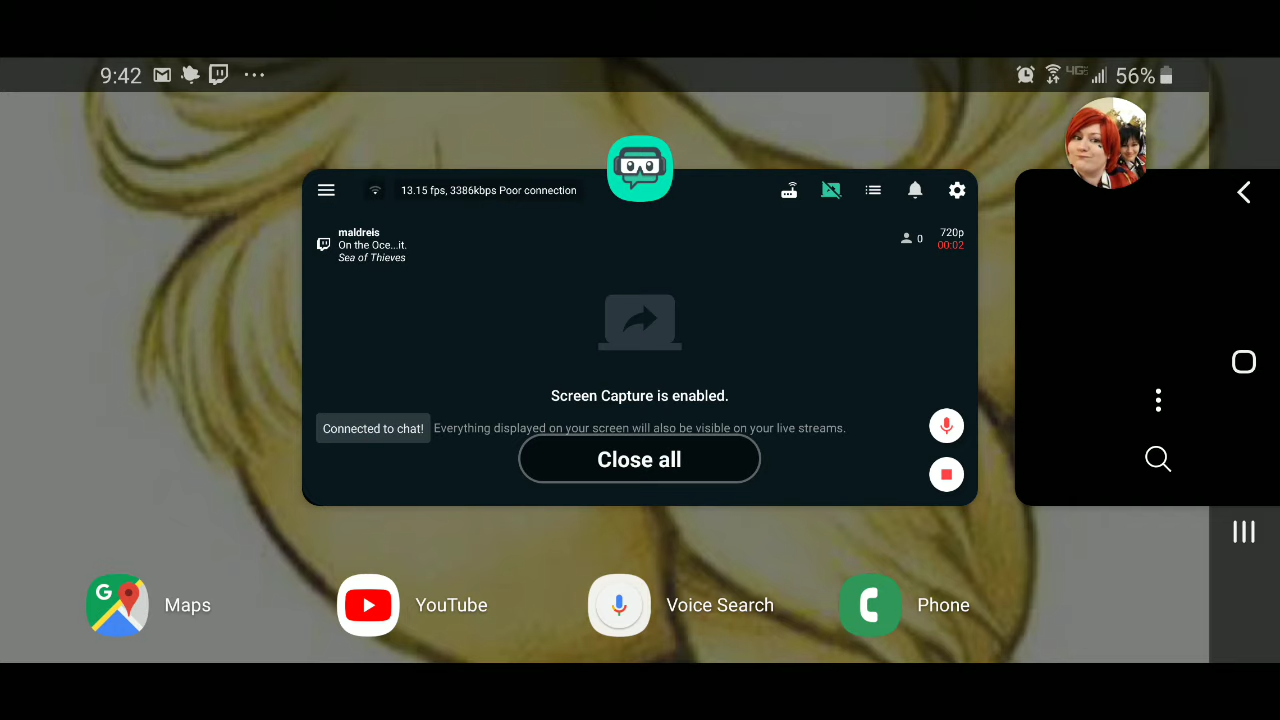 9:42
4GE
56%
13.15 fps, 3386kbps Poor connection
maldreis
On the Oce...it.
Sea of Thieves
0
720p
00:02
Screen Capture is enabled.
Connected to chat!
Everything displayed on your screen will also be visible on your live streams.
Close all
G
Maps
YouTube
Voice Search
Phone